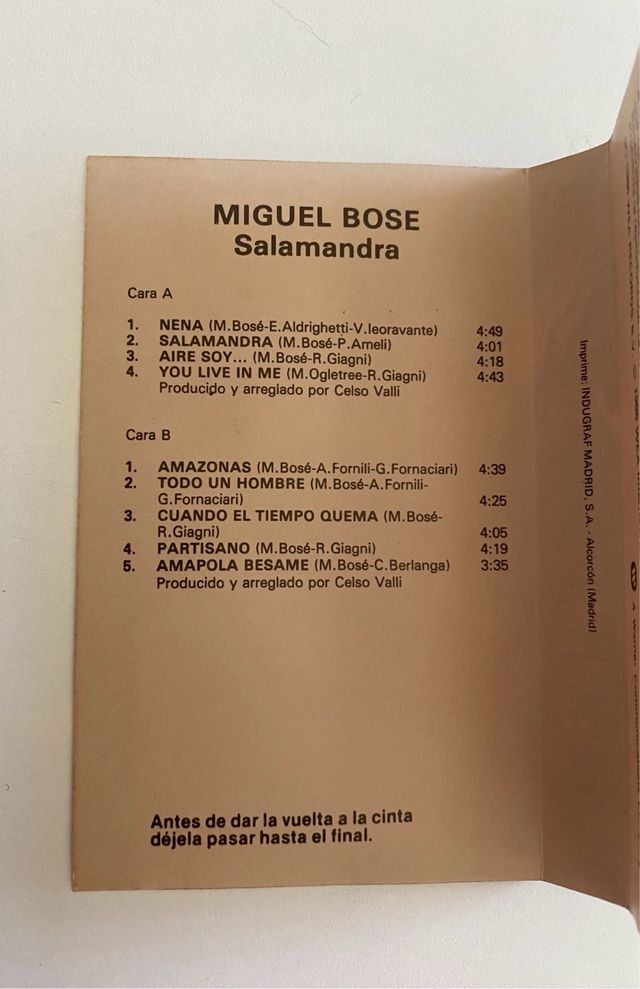 MIGUEL BOSE
Salamandra
Cara A
1. NENA (M.Bosé-E.Aldrighetti-V.leoravante) 4:49
2. SALAMANDRA (M.Bosé-P.Ameli) 4:01
3. AIRE SOY... (M.Bosé-R.Giagni) 4:18
4. YOU LIVE IN ME (M.Ogletree-R.Giagni) 4:43
Producido y arreglado por Celso Valli
Cara B
1. AMAZONAS (M.Bosé-A.Fornili-G.Fornaciari) 4:39
2. TODO UN HOMBRE (M.Bosé-A.Fornili-
G.Fornaciari) 4:25
3. CUANDO EL TIEMPO QUEMA (M.Bosé-
R.Giagni) 4:05
4. PARTISANO (M.Bosé-R.Giagni) 4:19
5. AMAPOLA BESAME (M.Bosé-C.Berlanga) 3:35
Producido y arreglado por Celso Valli
Antes de dar la vuelta a la cinta
déjela pasar hasta el final.
Imprime: INDUGRAF MADRID, S.A. - Alcorcón (Madrid)